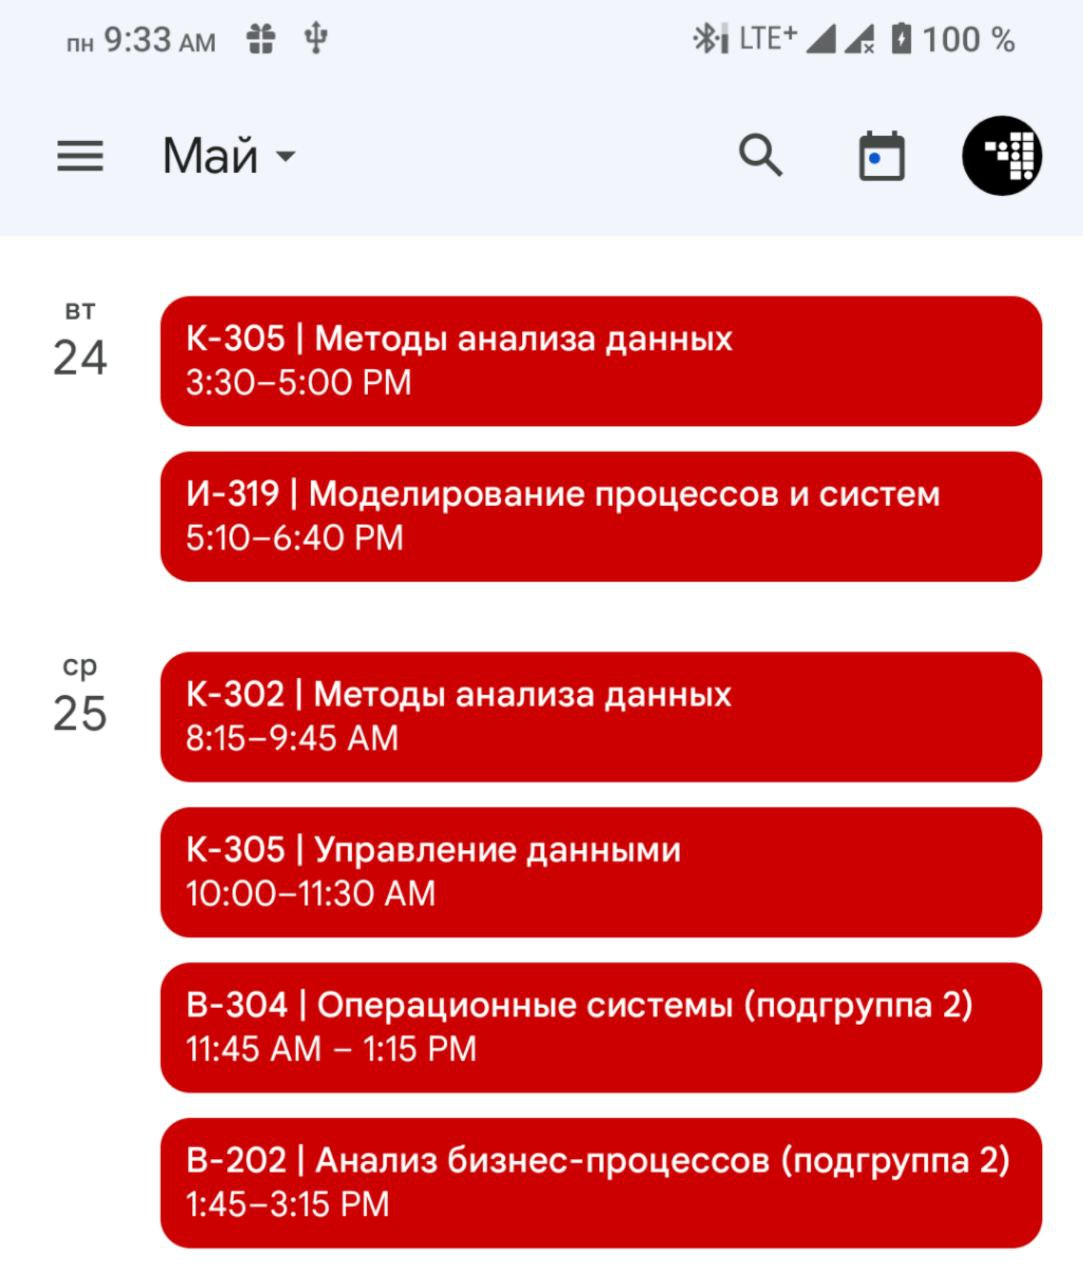 пн 9:33 AM LTE+ 100 %
Май
вт
24
К-305 | Методы анализа данных
3:30–5:00 PM
И-319 | Моделирование процессов и систем
5:10–6:40 PM
ср
25
К-302 | Методы анализа данных
8:15–9:45 AM
К-305 | Управление данными
10:00–11:30 AM
В-304 | Операционные системы (подгруппа 2)
11:45 AM – 1:15 PM
В-202 | Анализ бизнес-процессов (подгруппа 2)
1:45–3:15 PM